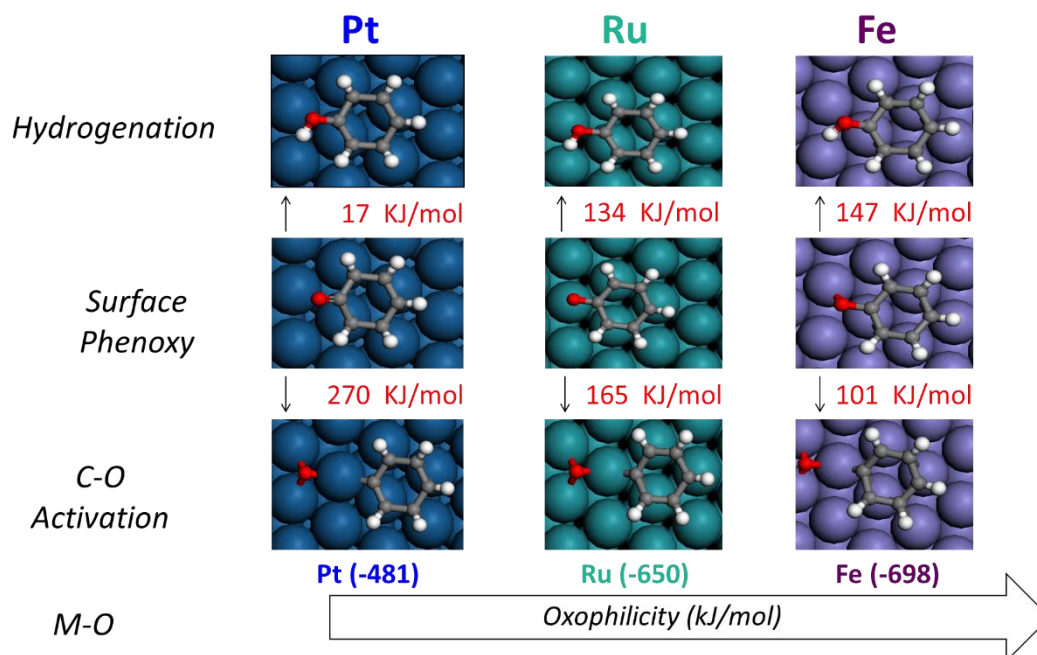 Pt Ru Fe
Hydrogenation
17 KJ/mol 134 KJ/mol 147 KJ/mol
Surface
Phenoxy
270 KJ/mol 165 KJ/mol 101 KJ/mol
C-O
Activation
Pt (-481) Ru (-650) Fe (-698)
M-O
Oxophilicity (kJ/mol)